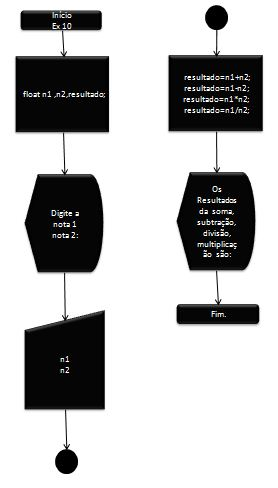 Início
Ex 10
float n1 ,n2,resultado;
Digite a
nota 1
nota 2:
n1
n2
resultado=n1+n2;
resultado=n1-n2;
resultado=n1*n2;
resultado=n1/n2;
Os
Resultados
da soma,
subtração,
divisão,
multiplicaç
ão são:
Fim.